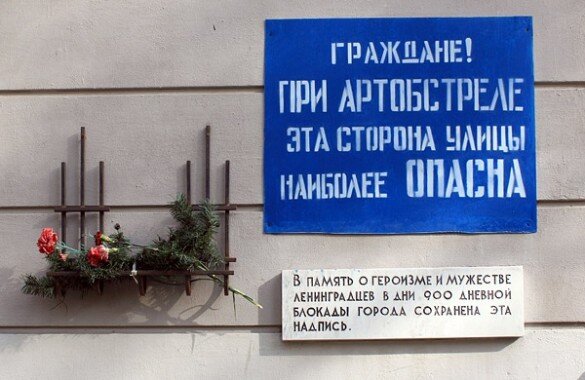 ГРАЖДАНЕ!
ПРИ АРТОБСТРЕЛЕ
ЭТА СТОРОНА УЛИЦЫ
НАИБОЛЕЕ ОПАСНА
В ПАМЯТЬ О ГЕРОИЗМЕ И МУЖЕСТВЕ
ЛЕНИНГРАДЦЕВ В ДНИ 900 ДНЕВНОЙ
БЛОКАДЫ ГОРОДА СОХРАНЕНА ЭТА
НАДПИСЬ.